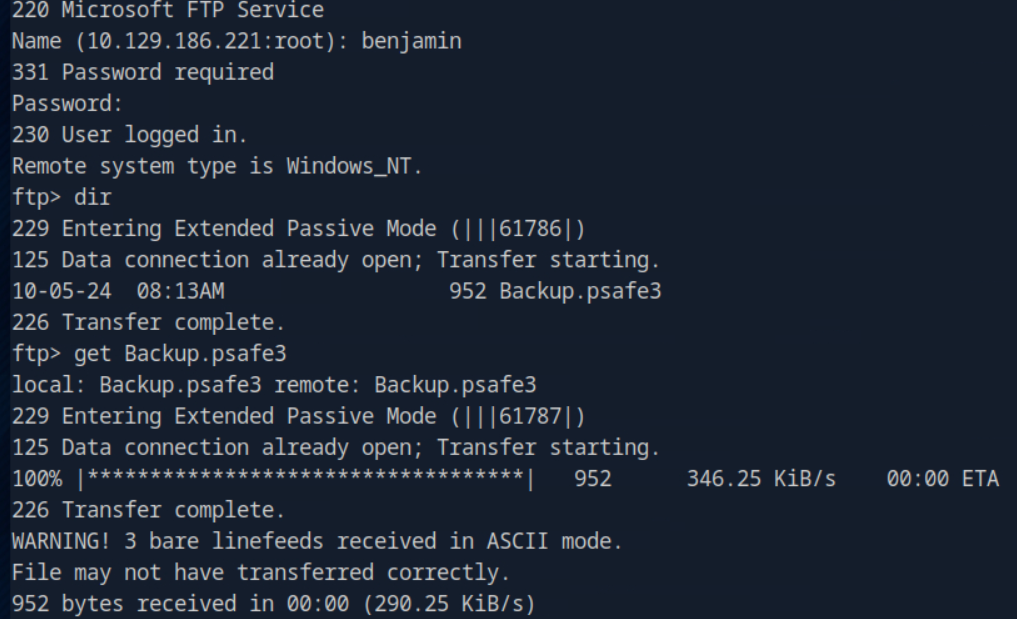 220 Microsoft FTP Service
Name (10.129.186.221:root): benjamin
331 Password required
Password:
230 User logged in.
Remote system type is Windows_NT.
ftp> dir
229 Entering Extended Passive Mode (|||61786|)
125 Data connection already open; Transfer starting.
10-05-24  08:13AM                  952 Backup.psafe3
226 Transfer complete.
ftp> get Backup.psafe3
local: Backup.psafe3 remote: Backup.psafe3
229 Entering Extended Passive Mode (|||61787|)
125 Data connection already open; Transfer starting.
100% |***********************************|   952      346.25 KiB/s    00:00 ETA
226 Transfer complete.
WARNING! 3 bare linefeeds received in ASCII mode.
File may not have transferred correctly.
952 bytes received in 00:00 (290.25 KiB/s)